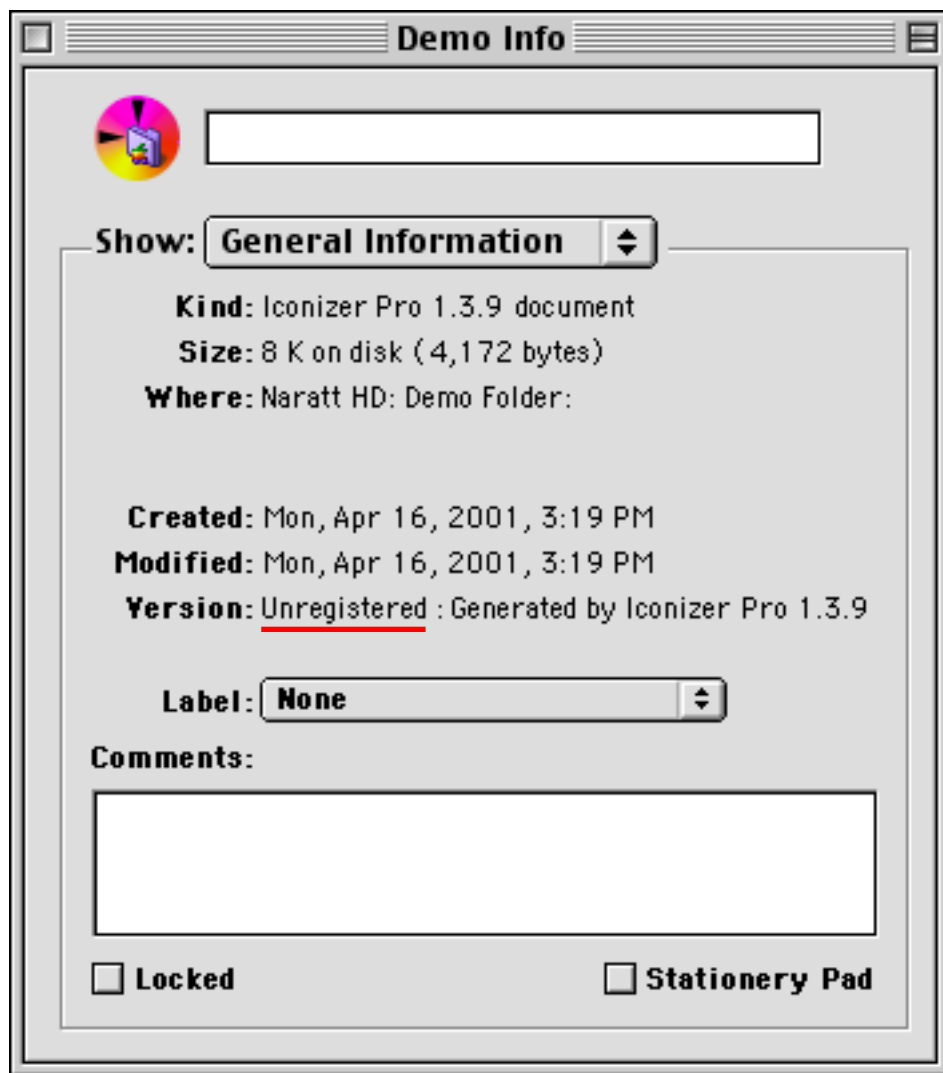 Demo Info
Show: General Information
Kind: Iconizer Pro 1.3.9 document
Size: 8 K on disk (4,172 bytes)
Where: Naratt HD: Demo Folder:
Created: Mon, Apr 16, 2001, 3:19 PM
Modified: Mon, Apr 16, 2001, 3:19 PM
Version: Unregistered : Generated by Iconizer Pro 1.3.9
Label: None
Comments:
Locked Stationery Pad